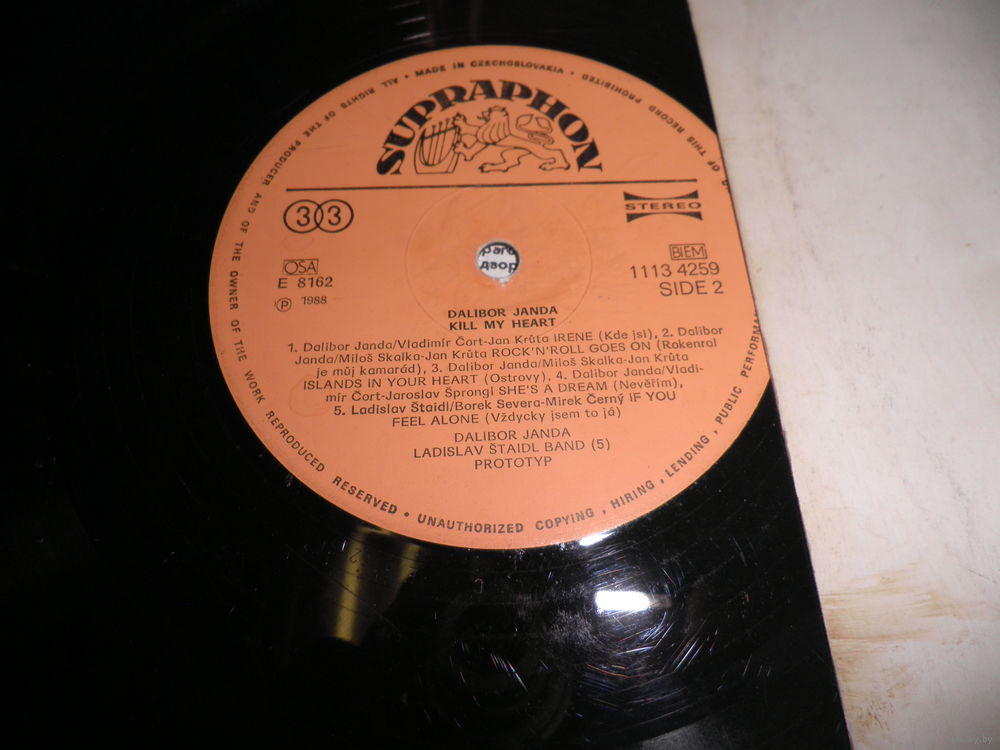 ALL RIGHTS OF THE PRODUCER AND OF THE OWNER OF THE WORK REPRODUCED RESERVED • UNAUTHORIZED COPYING, HIRING, LENDING, PUBLIC
OF THIS RECORD PROHIBITED • MADE IN CZECHOSLOVAKIA •
SUPRAPHON
33
STEREO
OSA
E 8162
Ⓟ 1988
BIEM
1113 4259
SIDE 2
DALIBOR JANDA
KILL MY HEART
1. Dalibor Janda/Vladimír Čort-Jan Krůta IRENE (Kde jsi), 2. Dalibor
Janda/Miloš Skalka-Jan Krůta ROCK'N'ROLL GOES ON (Rokenrol
je můj kamarád), 3. Dalibor Janda/Miloš Skalka-Jan Krůta
ISLANDS IN YOUR HEART (Ostrovy), 4. Dalibor Janda/Vladi-
mír Čort-Jaroslav Šprongl SHE'S A DREAM (Nevěřím),
5. Ladislav Štaidl/Borek Severa-Mirek Černý IF YOU
FEEL ALONE (Vždycky jsem to já)
DALIBOR JANDA
LADISLAV ŠTAIDL BAND (5)
PROTOTYP